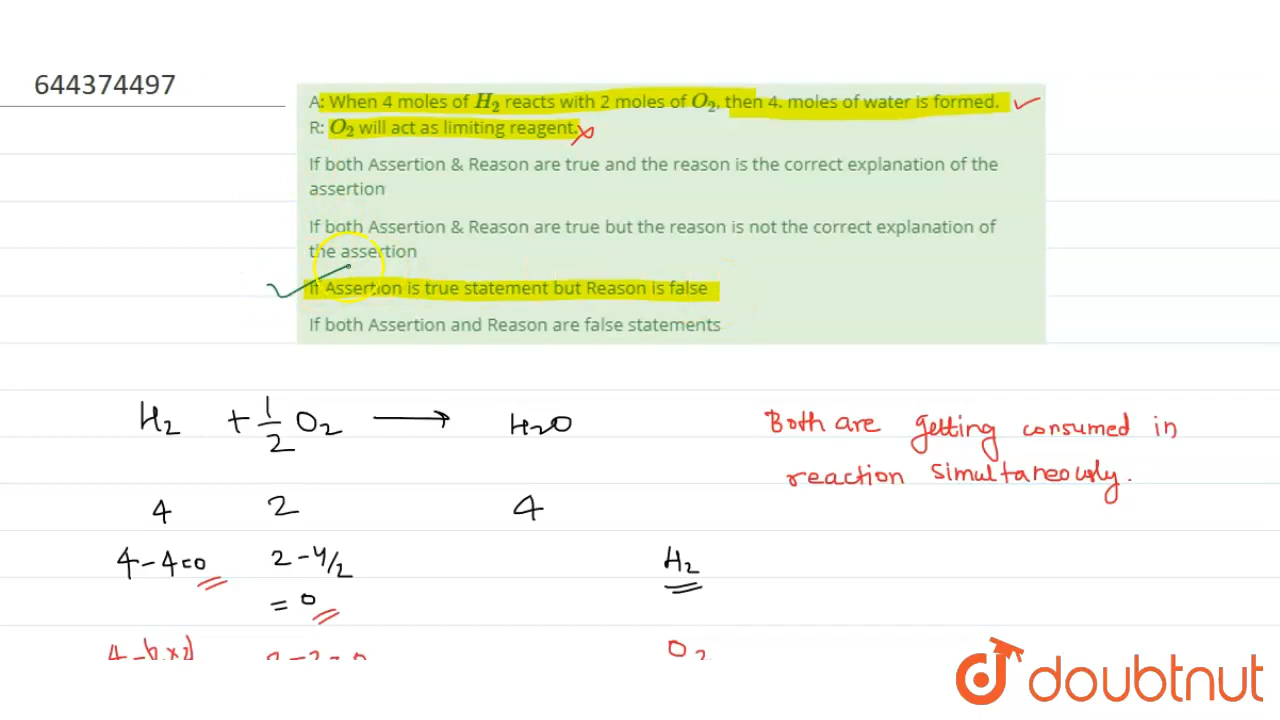 644374497
A: When 4 moles of H₂ reacts with 2 moles of O₂, then 4. moles of water is formed.
R: O₂ will act as limiting reagent.
If both Assertion & Reason are true and the reason is the correct explanation of the
assertion
If both Assertion & Reason are true but the reason is not the correct explanation of
the assertion
If Assertion is true statement but Reason is false
If both Assertion and Reason are false statements
H₂ + 1/2 O₂ → H₂O
Both are getting consumed in
reaction simultaneously.
4 2 4
4-4=0 2-4/2 H₂
= 0
O₂
doubtnut